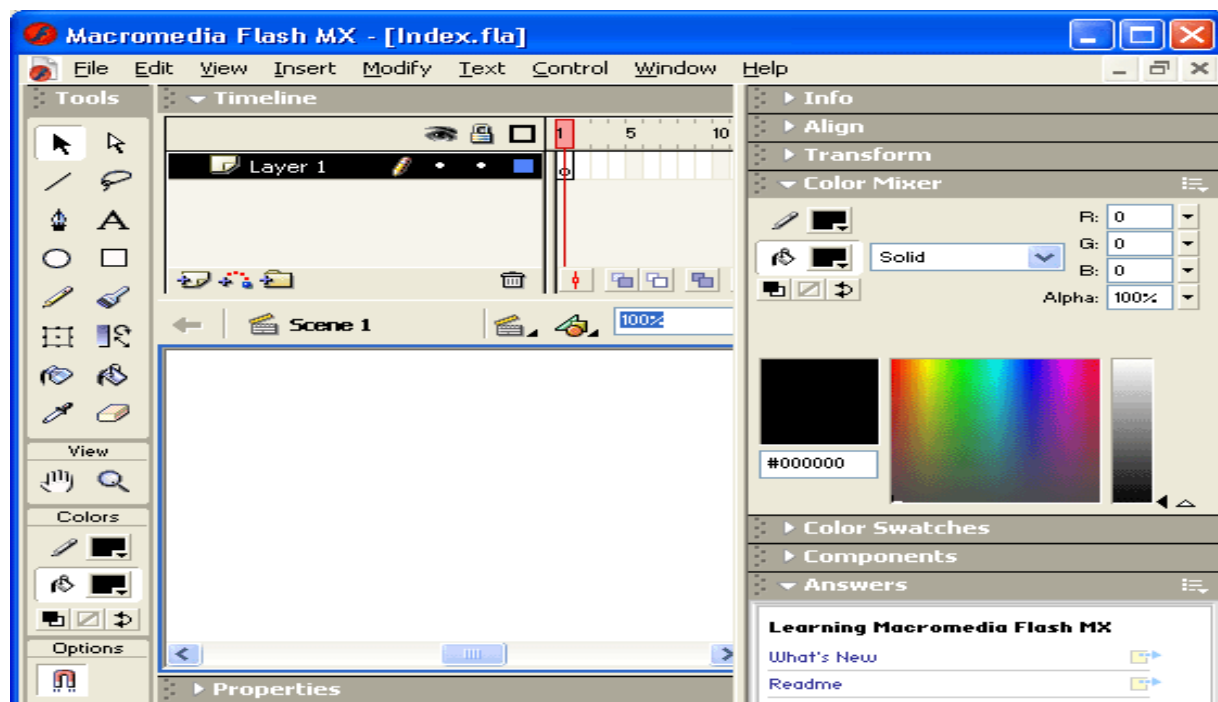 Macromedia Flash MX - [Index.fla]
File Edit View Insert Modify Text Control Window Help
Tools
Timeline
1 5 10
Layer 1
Scene 1
100%
A
View
Colors
Options
Properties
Info
Align
Transform
Color Mixer
R: 0
Solid
G: 0
B: 0
Alpha: 100%
#000000
Color Swatches
Components
Answers
Learning Macromedia Flash MX
What's New
Readme